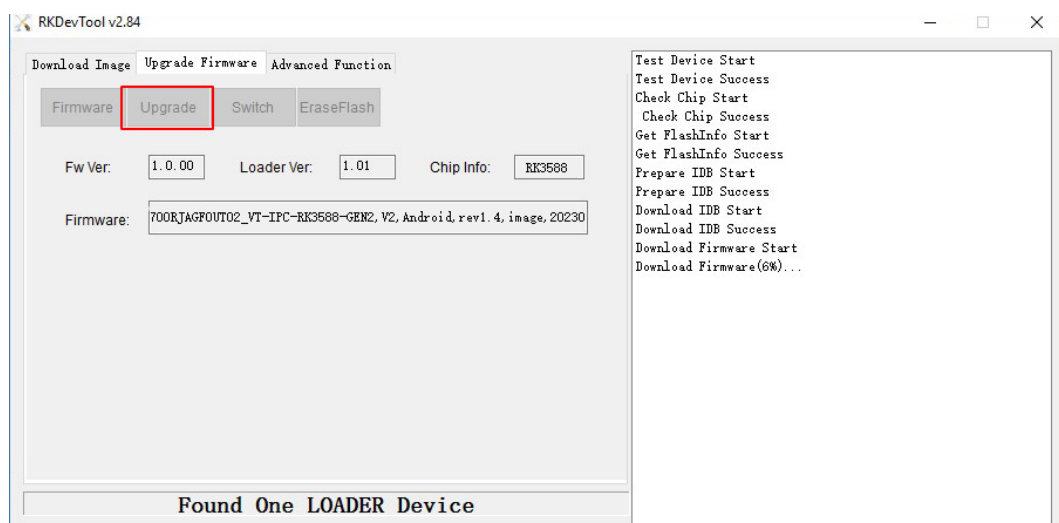 RKDevTool v2.84
Download Image Upgrade Firmware Advanced Function
Firmware Upgrade Switch EraseFlash
Fw Ver: 1.0.00 Loader Ver: 1.01 Chip Info: RK3588
Firmware: 700RJAGF0UT02_VT-IPC-RK3588-GEN2, V2, Android, rev1.4, image, 20230
Found One LOADER Device
Test Device Start
Test Device Success
Check Chip Start
Check Chip Success
Get FlashInfo Start
Get FlashInfo Success
Prepare IDB Start
Prepare IDB Success
Download IDB Start
Download IDB Success
Download Firmware Start
Download Firmware(6%)...